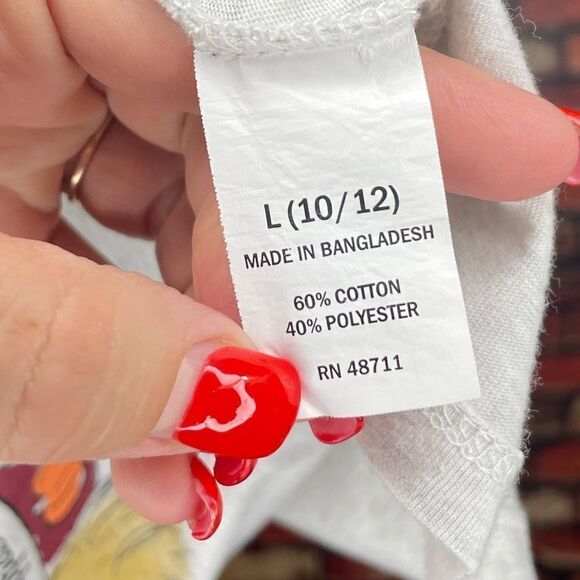 L (10/12)
MADE IN BANGLADESH
60% COTTON
40% POLYESTER
RN 48711